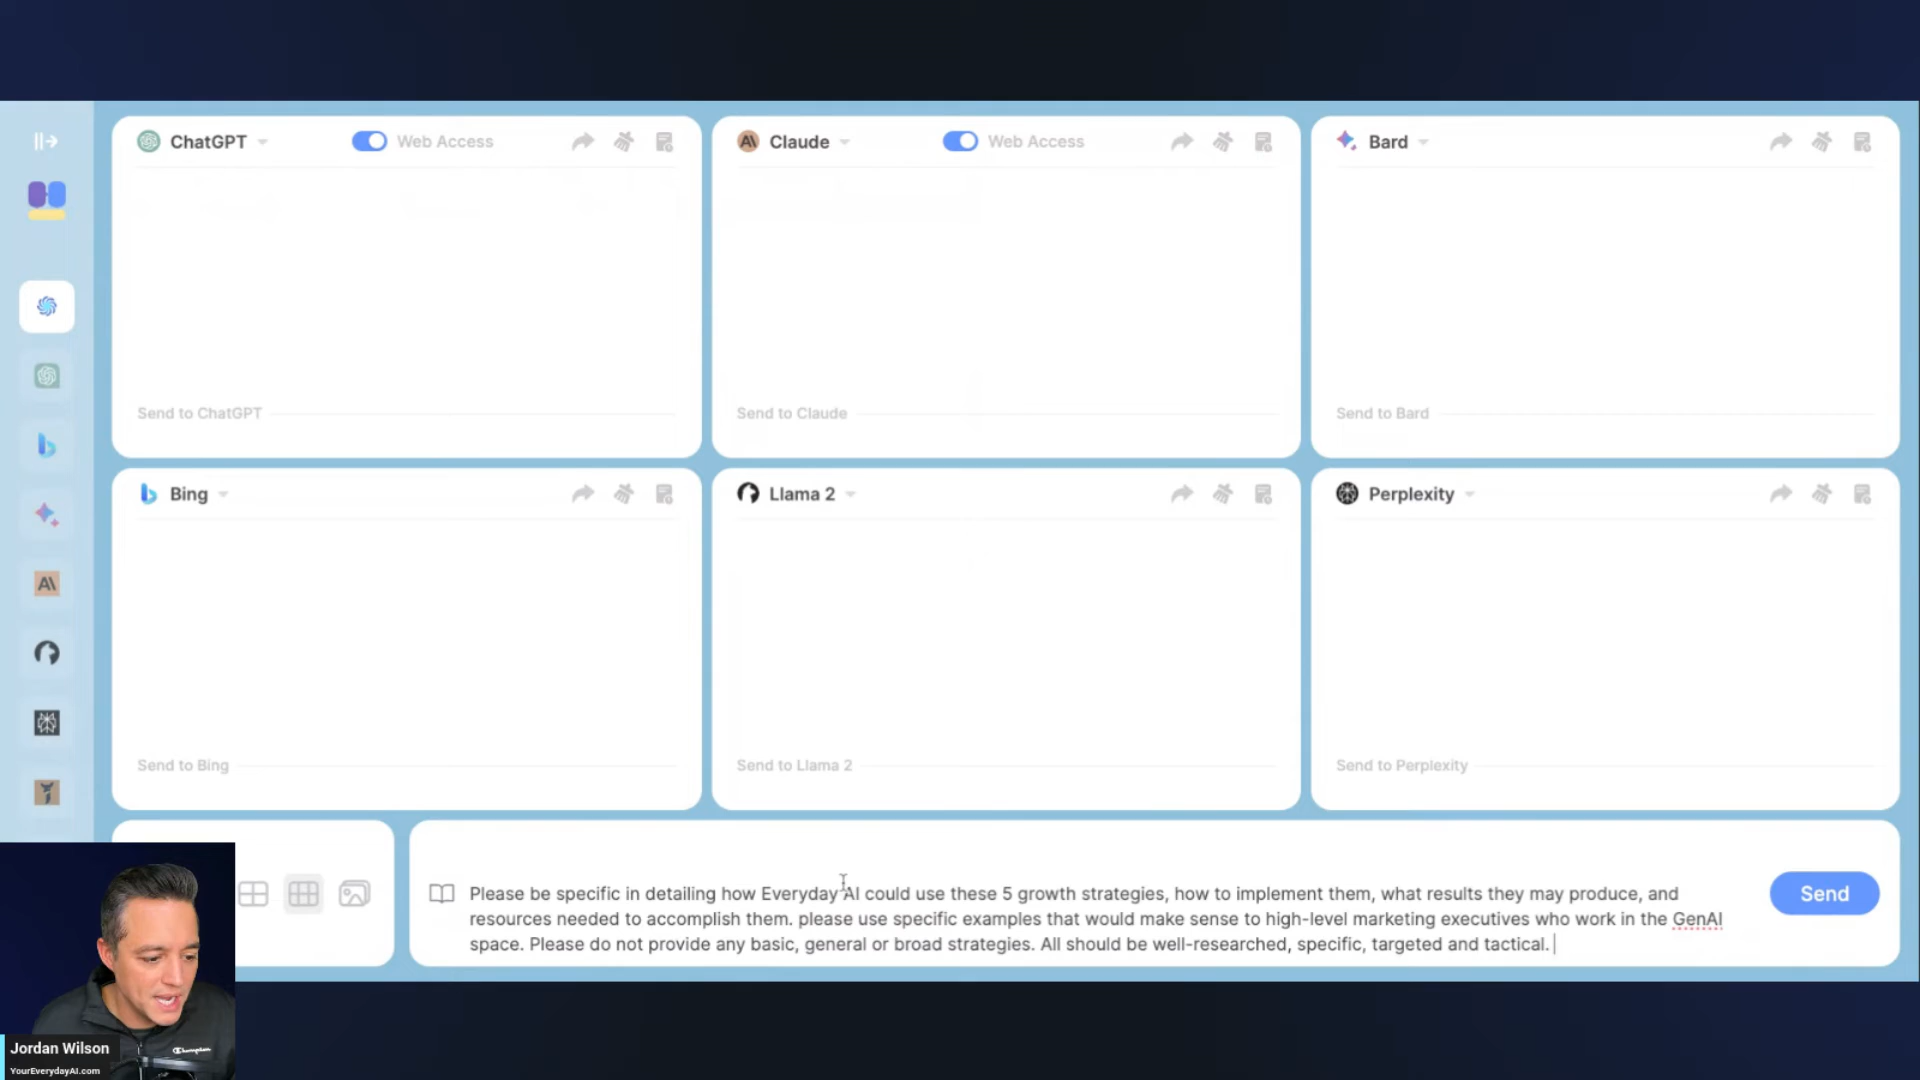 ChatGPT
Web Access
Claude
Web Access
Bard
Send to ChatGPT
Send to Claude
Send to Bard
Bing
Llama 2
Perplexity
Send to Bing
Send to Llama 2
Send to Perplexity
Please be specific in detailing how Everyday AI could use these 5 growth strategies, how to implement them, what results they may produce, and
resources needed to accomplish them. please use specific examples that would make sense to high-level marketing executives who work in the GenAI
space. Please do not provide any basic, general or broad strategies. All should be well-researched, specific, targeted and tactical.
Send
Champion
Jordan Wilson
YourEverydayAI.com